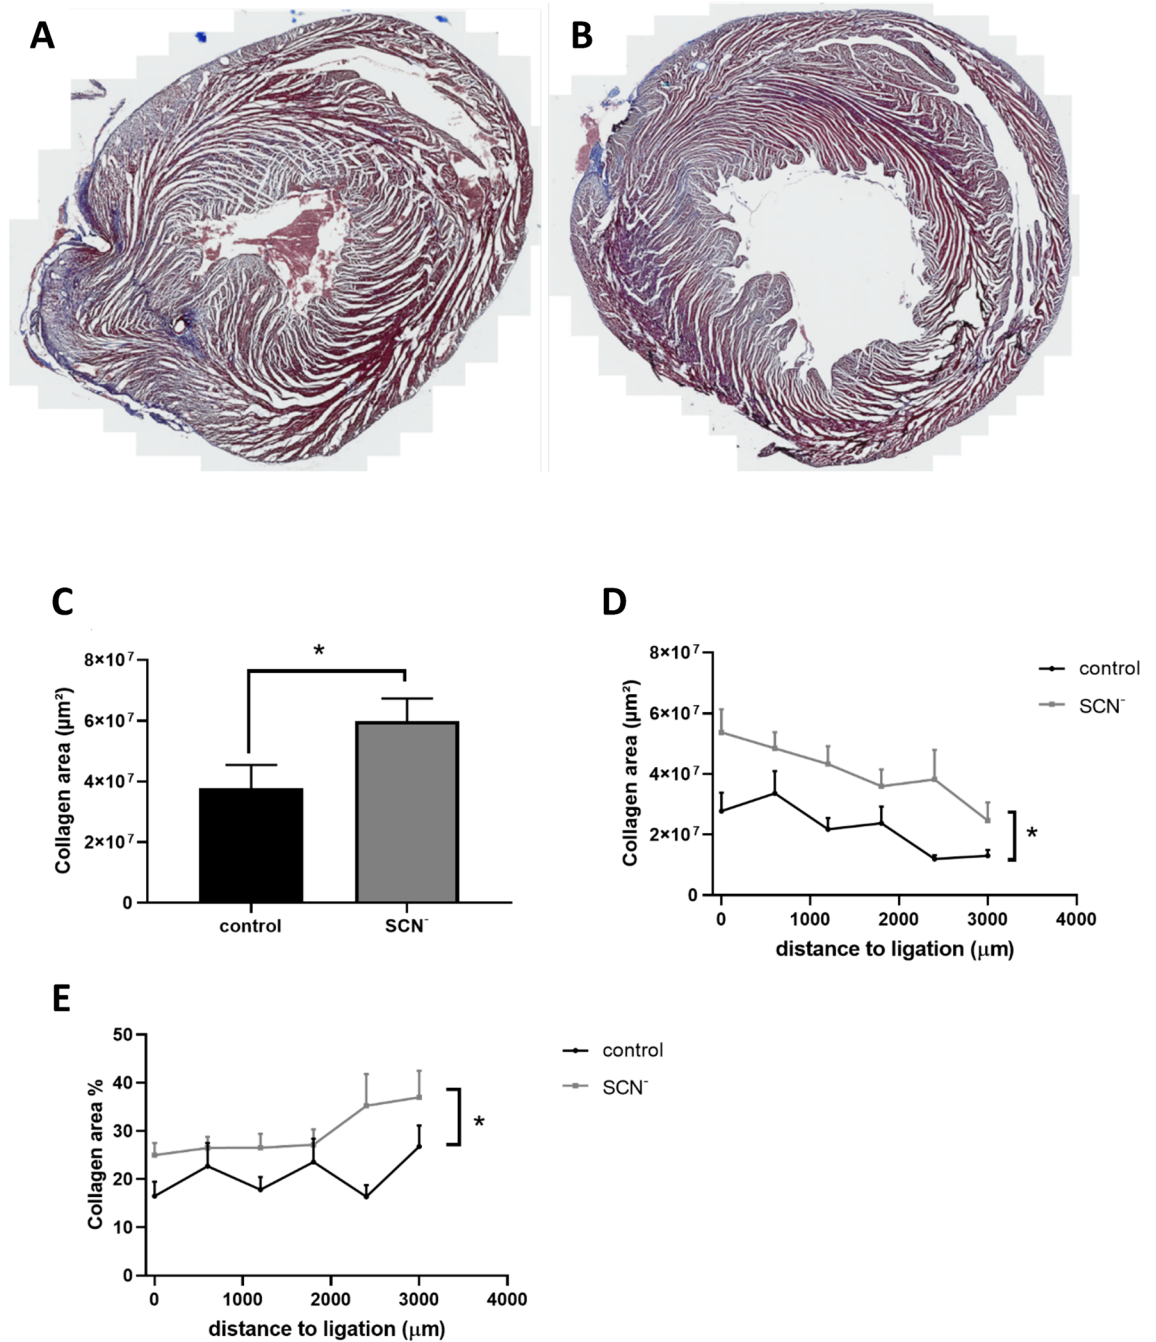 A
B
C
*
8×10⁷
6×10⁷
4×10⁷
2×10⁷
0
Collagen area (μm²)
control
SCN⁻
D
8×10⁷
6×10⁷
4×10⁷
2×10⁷
0
Collagen area (μm²)
0 1000 2000 3000 4000
distance to ligation (μm)
control
SCN⁻
*
E
50
40
30
20
10
0
Collagen area %
0 1000 2000 3000 4000
distance to ligation (μm)
control
SCN⁻
*